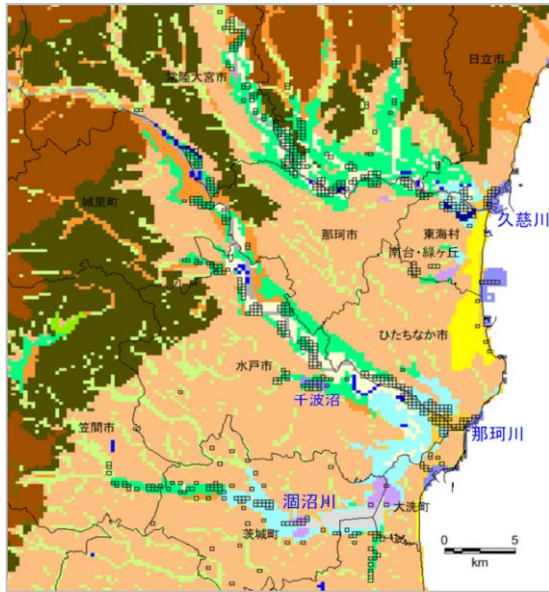 日立市
常陸大宮市
城里町
久慈川
那珂市
東海村
南台・緑ヶ丘
ひたちなか市
水戸市
千波沼
笠間市
那珂川
涸沼川
大洗町
茨城町
0 5
km